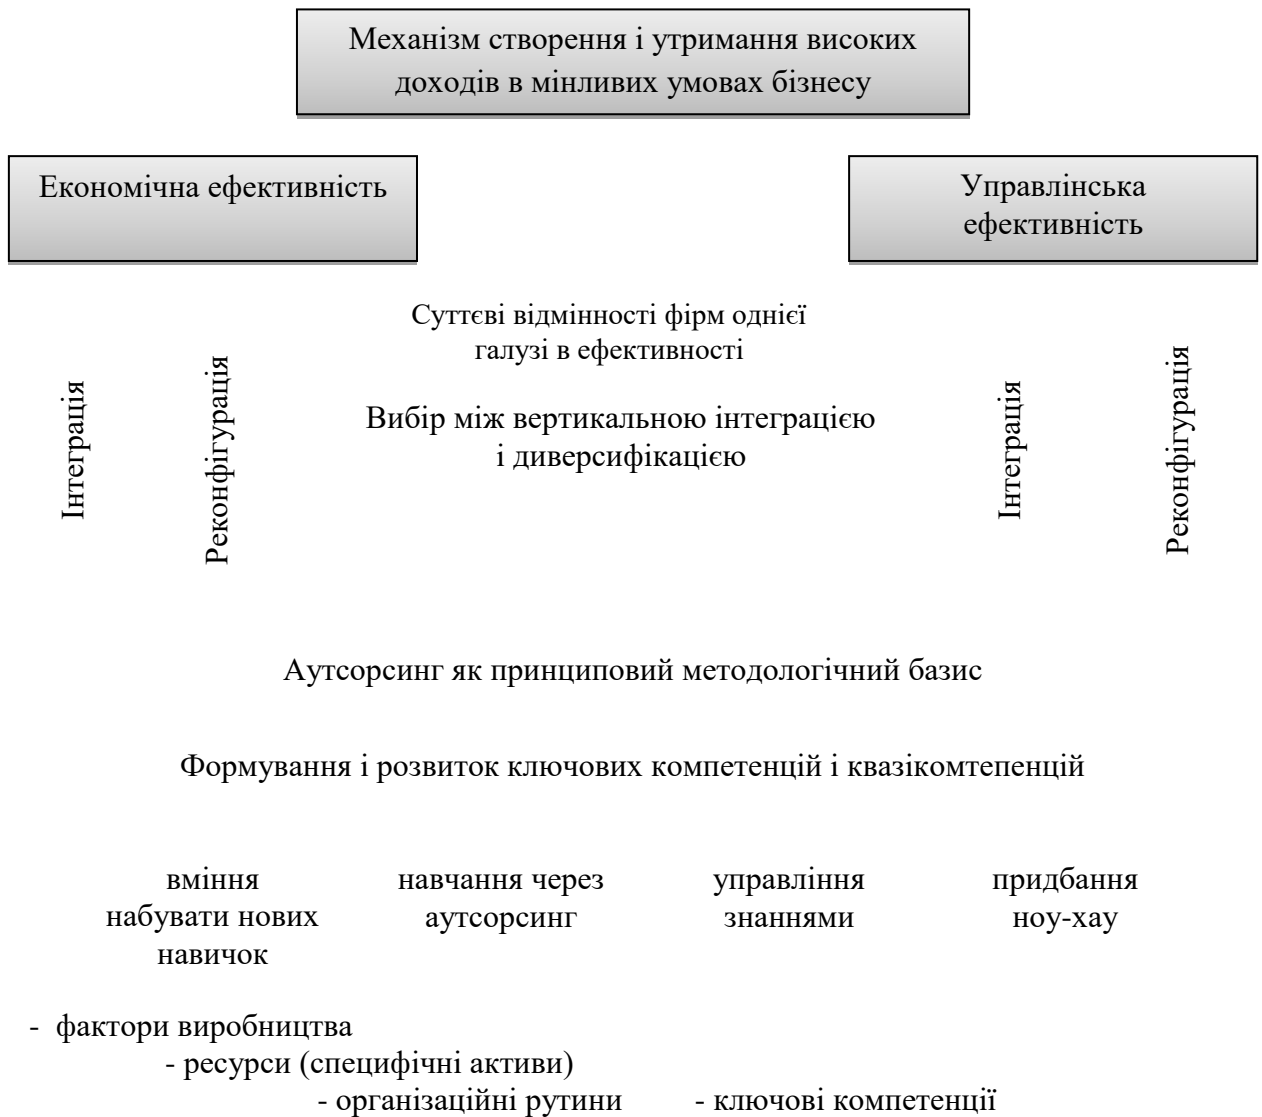 Механізм створення і утримання високих
доходів в мінливих умовах бізнесу
Економічна ефективність
Управлінська
ефективність
Суттєві відмінності фірм однієї
галузі в ефективності
Інтеграція
Реконфігурація
Вибір між вертикальною інтеграцією
і диверсифікацією
Інтеграція
Реконфігурація
Аутсорсинг як принциповий методологічний базис
Формування і розвиток ключових компетенцій і квазікомтепенцій
вміння
набувати нових
навичок
навчання через
аутсорсинг
управління
знаннями
придбання
ноу-хау
- фактори виробництва
- ресурси (специфічні активи)
- організаційні рутини - ключові компетенції